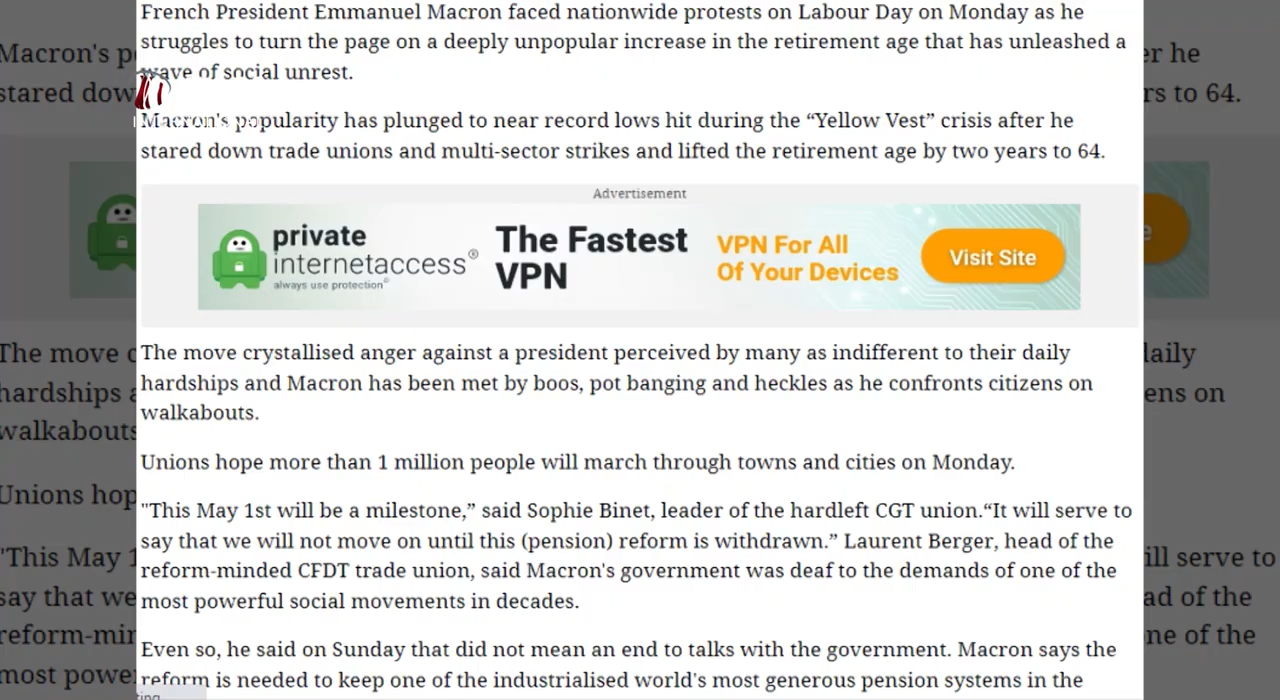 French President Emmanuel Macron faced nationwide protests on Labour Day on Monday as he
struggles to turn the page on a deeply unpopular increase in the retirement age that has unleashed a
wave of social unrest.
Macron's popularity has plunged to near record lows hit during the “Yellow Vest” crisis after he
stared down trade unions and multi-sector strikes and lifted the retirement age by two years to 64.
Advertisement
private
internetaccess®
always use protection®
The Fastest
VPN
VPN For All
Of Your Devices
Visit Site
The move crystallised anger against a president perceived by many as indifferent to their daily
hardships and Macron has been met by boos, pot banging and heckles as he confronts citizens on
walkabouts.
Unions hope more than 1 million people will march through towns and cities on Monday.
"This May 1st will be a milestone,” said Sophie Binet, leader of the hardleft CGT union.“It will serve to
say that we will not move on until this (pension) reform is withdrawn.” Laurent Berger, head of the
reform-minded CFDT trade union, said Macron's government was deaf to the demands of one of the
most powerful social movements in decades.
Even so, he said on Sunday that did not mean an end to talks with the government. Macron says the
reform is needed to keep one of the industrialised world's most generous pension systems in the